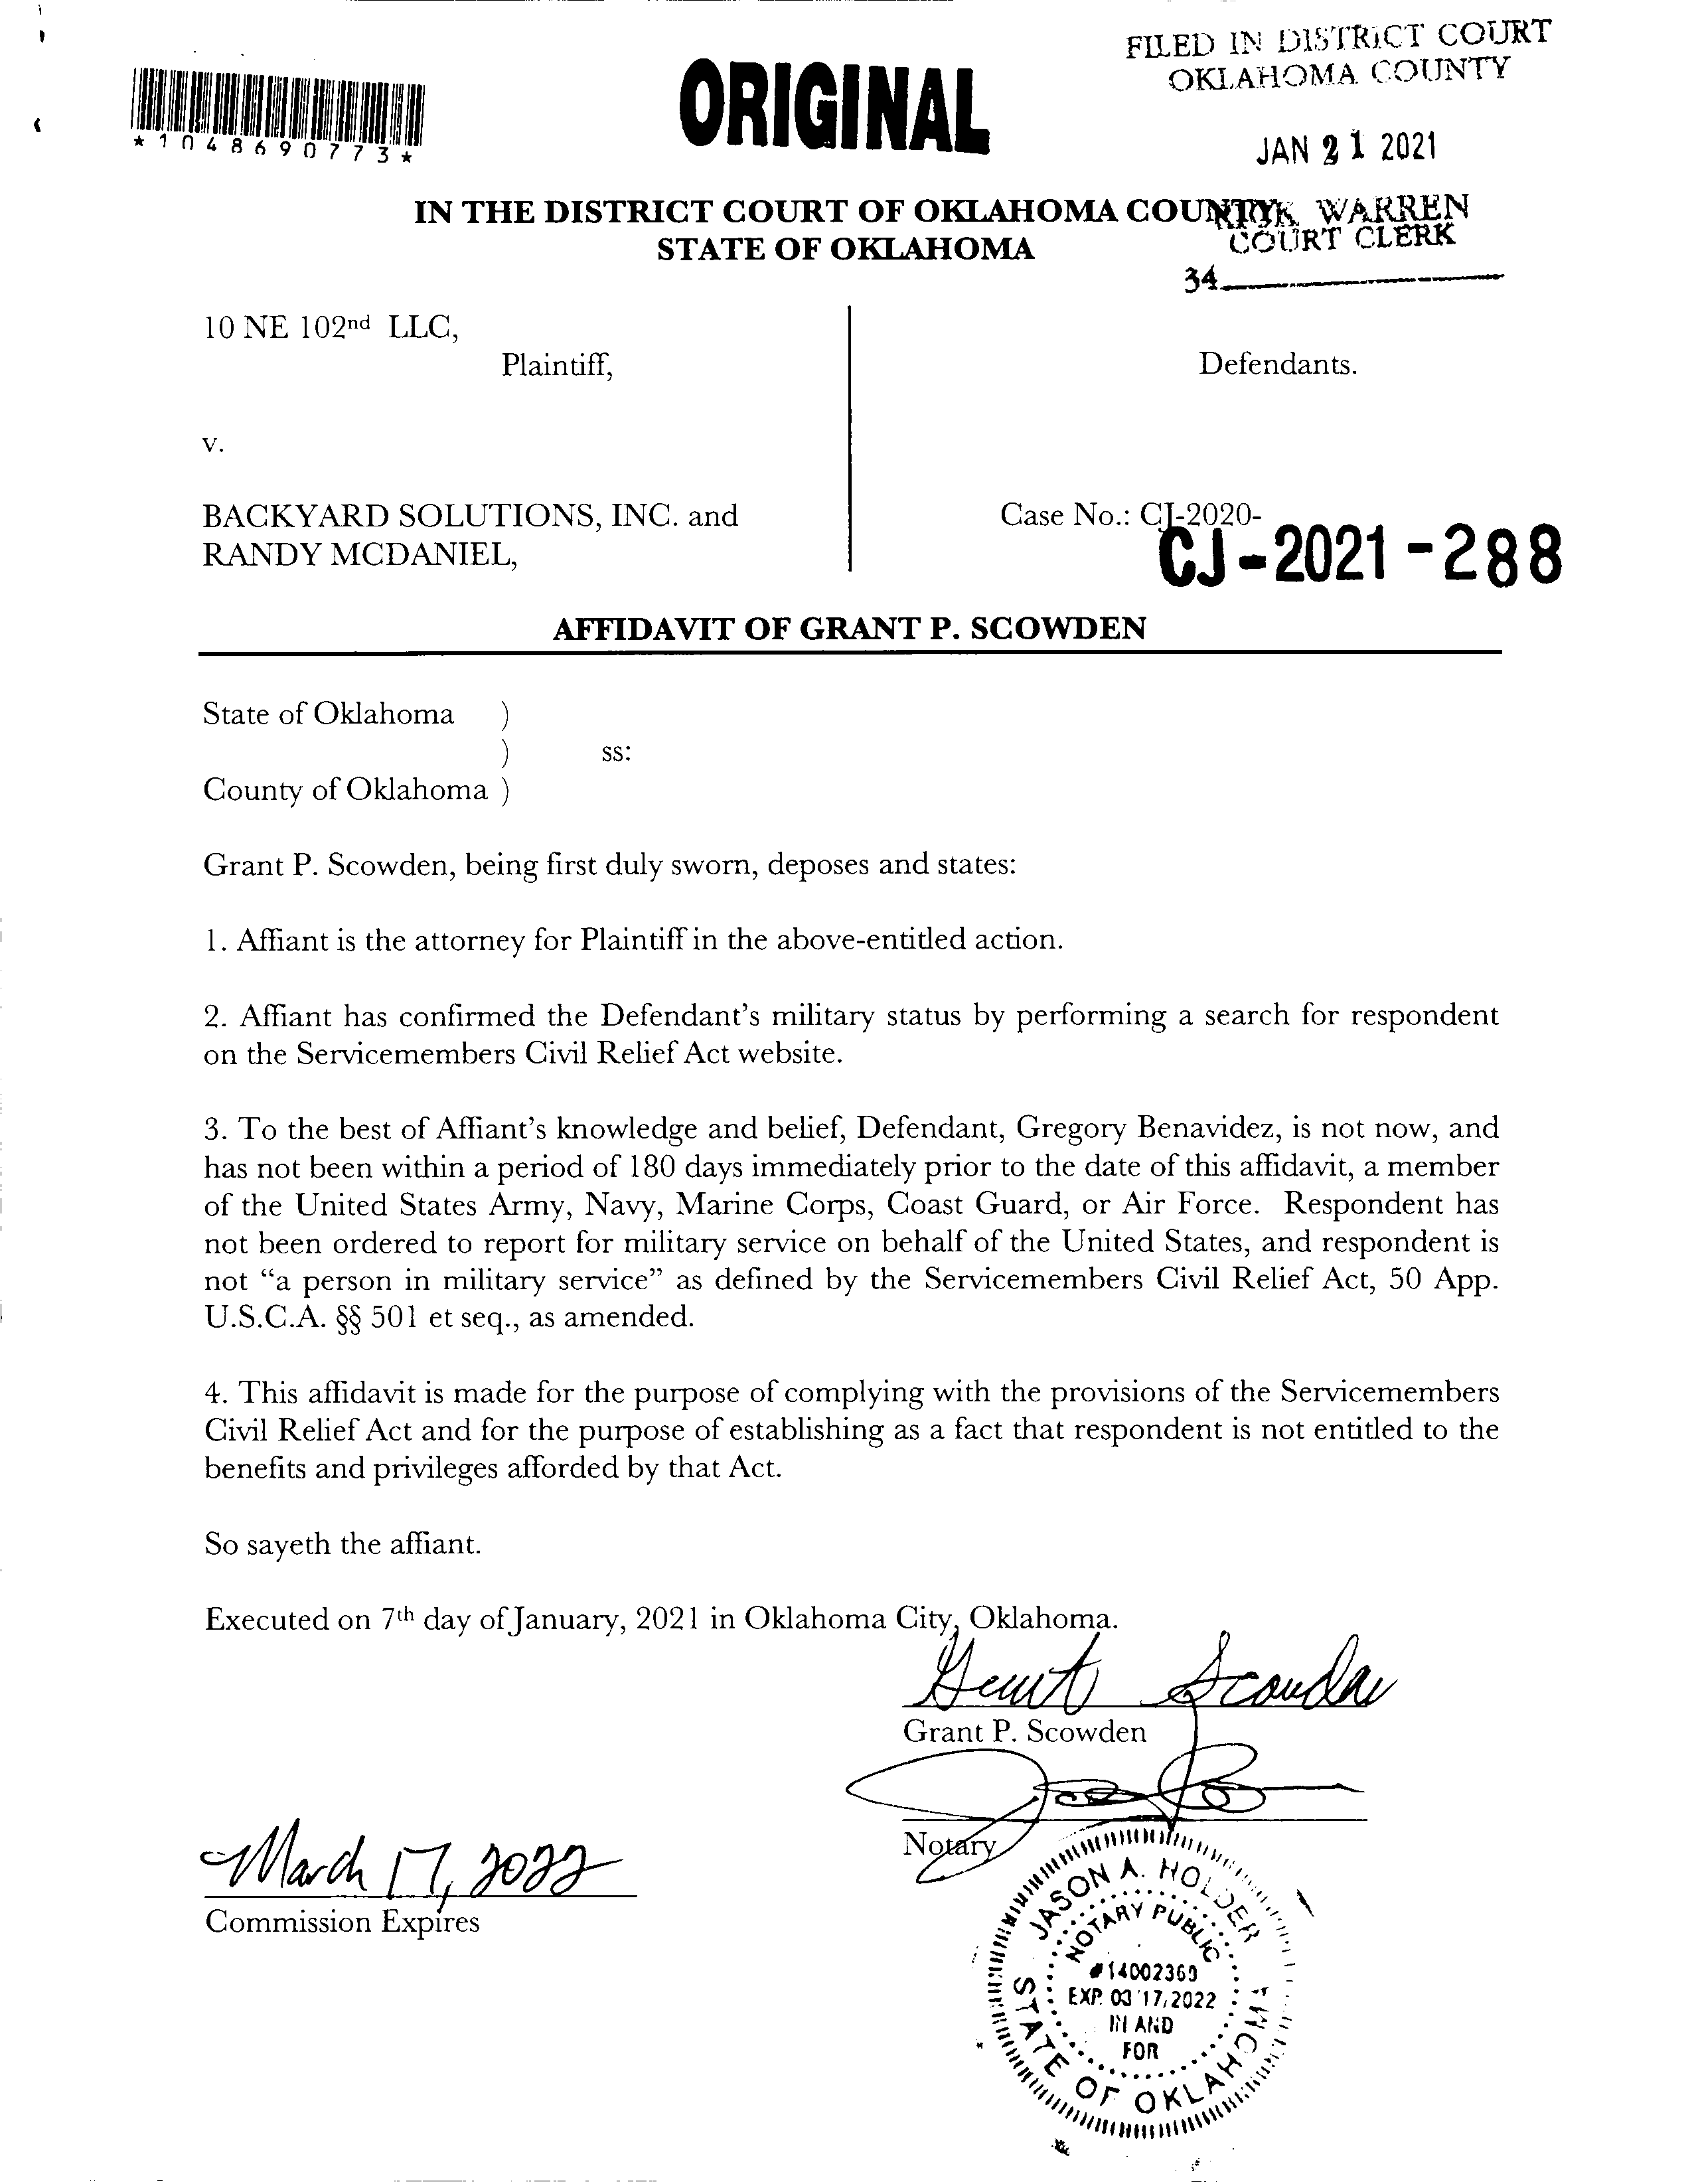 FILED IN DISTRICT COURT
OKLAHOMA COUNTY
JAN 21 2021
WARREN
COURT CLERK
34
*1048690773*
ORIGINAL
IN THE DISTRICT COURT OF OKLAHOMA COUNTY
STATE OF OKLAHOMA
10 NE 102nd LLC,
Plaintiff,
v.
BACKYARD SOLUTIONS, INC. and
RANDY MCDANIEL,
Defendants.
Case No.: CJ-2020-
CJ-2021-288
AFFIDAVIT OF GRANT P. SCOWDEN
State of Oklahoma )
) ss:
County of Oklahoma )
Grant P. Scowden, being first duly sworn, deposes and states:
1. Affiant is the attorney for Plaintiff in the above-entitled action.
2. Affiant has confirmed the Defendant's military status by performing a search for respondent
on the Servicemembers Civil Relief Act website.
3. To the best of Affiant's knowledge and belief, Defendant, Gregory Benavidez, is not now, and
has not been within a period of 180 days immediately prior to the date of this affidavit, a member
of the United States Army, Navy, Marine Corps, Coast Guard, or Air Force. Respondent has
not been ordered to report for military service on behalf of the United States, and respondent is
not “a person in military service” as defined by the Servicemembers Civil Relief Act, 50 App.
U.S.C.A. §§ 501 et seq., as amended.
4. This affidavit is made for the purpose of complying with the provisions of the Servicemembers
Civil Relief Act and for the purpose of establishing as a fact that respondent is not entitled to the
benefits and privileges afforded by that Act.
So sayeth the affiant.
Executed on 7th day of January, 2021 in Oklahoma City, Oklahoma.
Grant Scowden
Grant P. Scowden
Notary
March 17, 2022
Commission Expires
JASON A. HOLDER
NOTARY PUBLIC
#14002369
EXP. 03/17/2022
IN AND
FOR
STATE OF OKLAHOMA